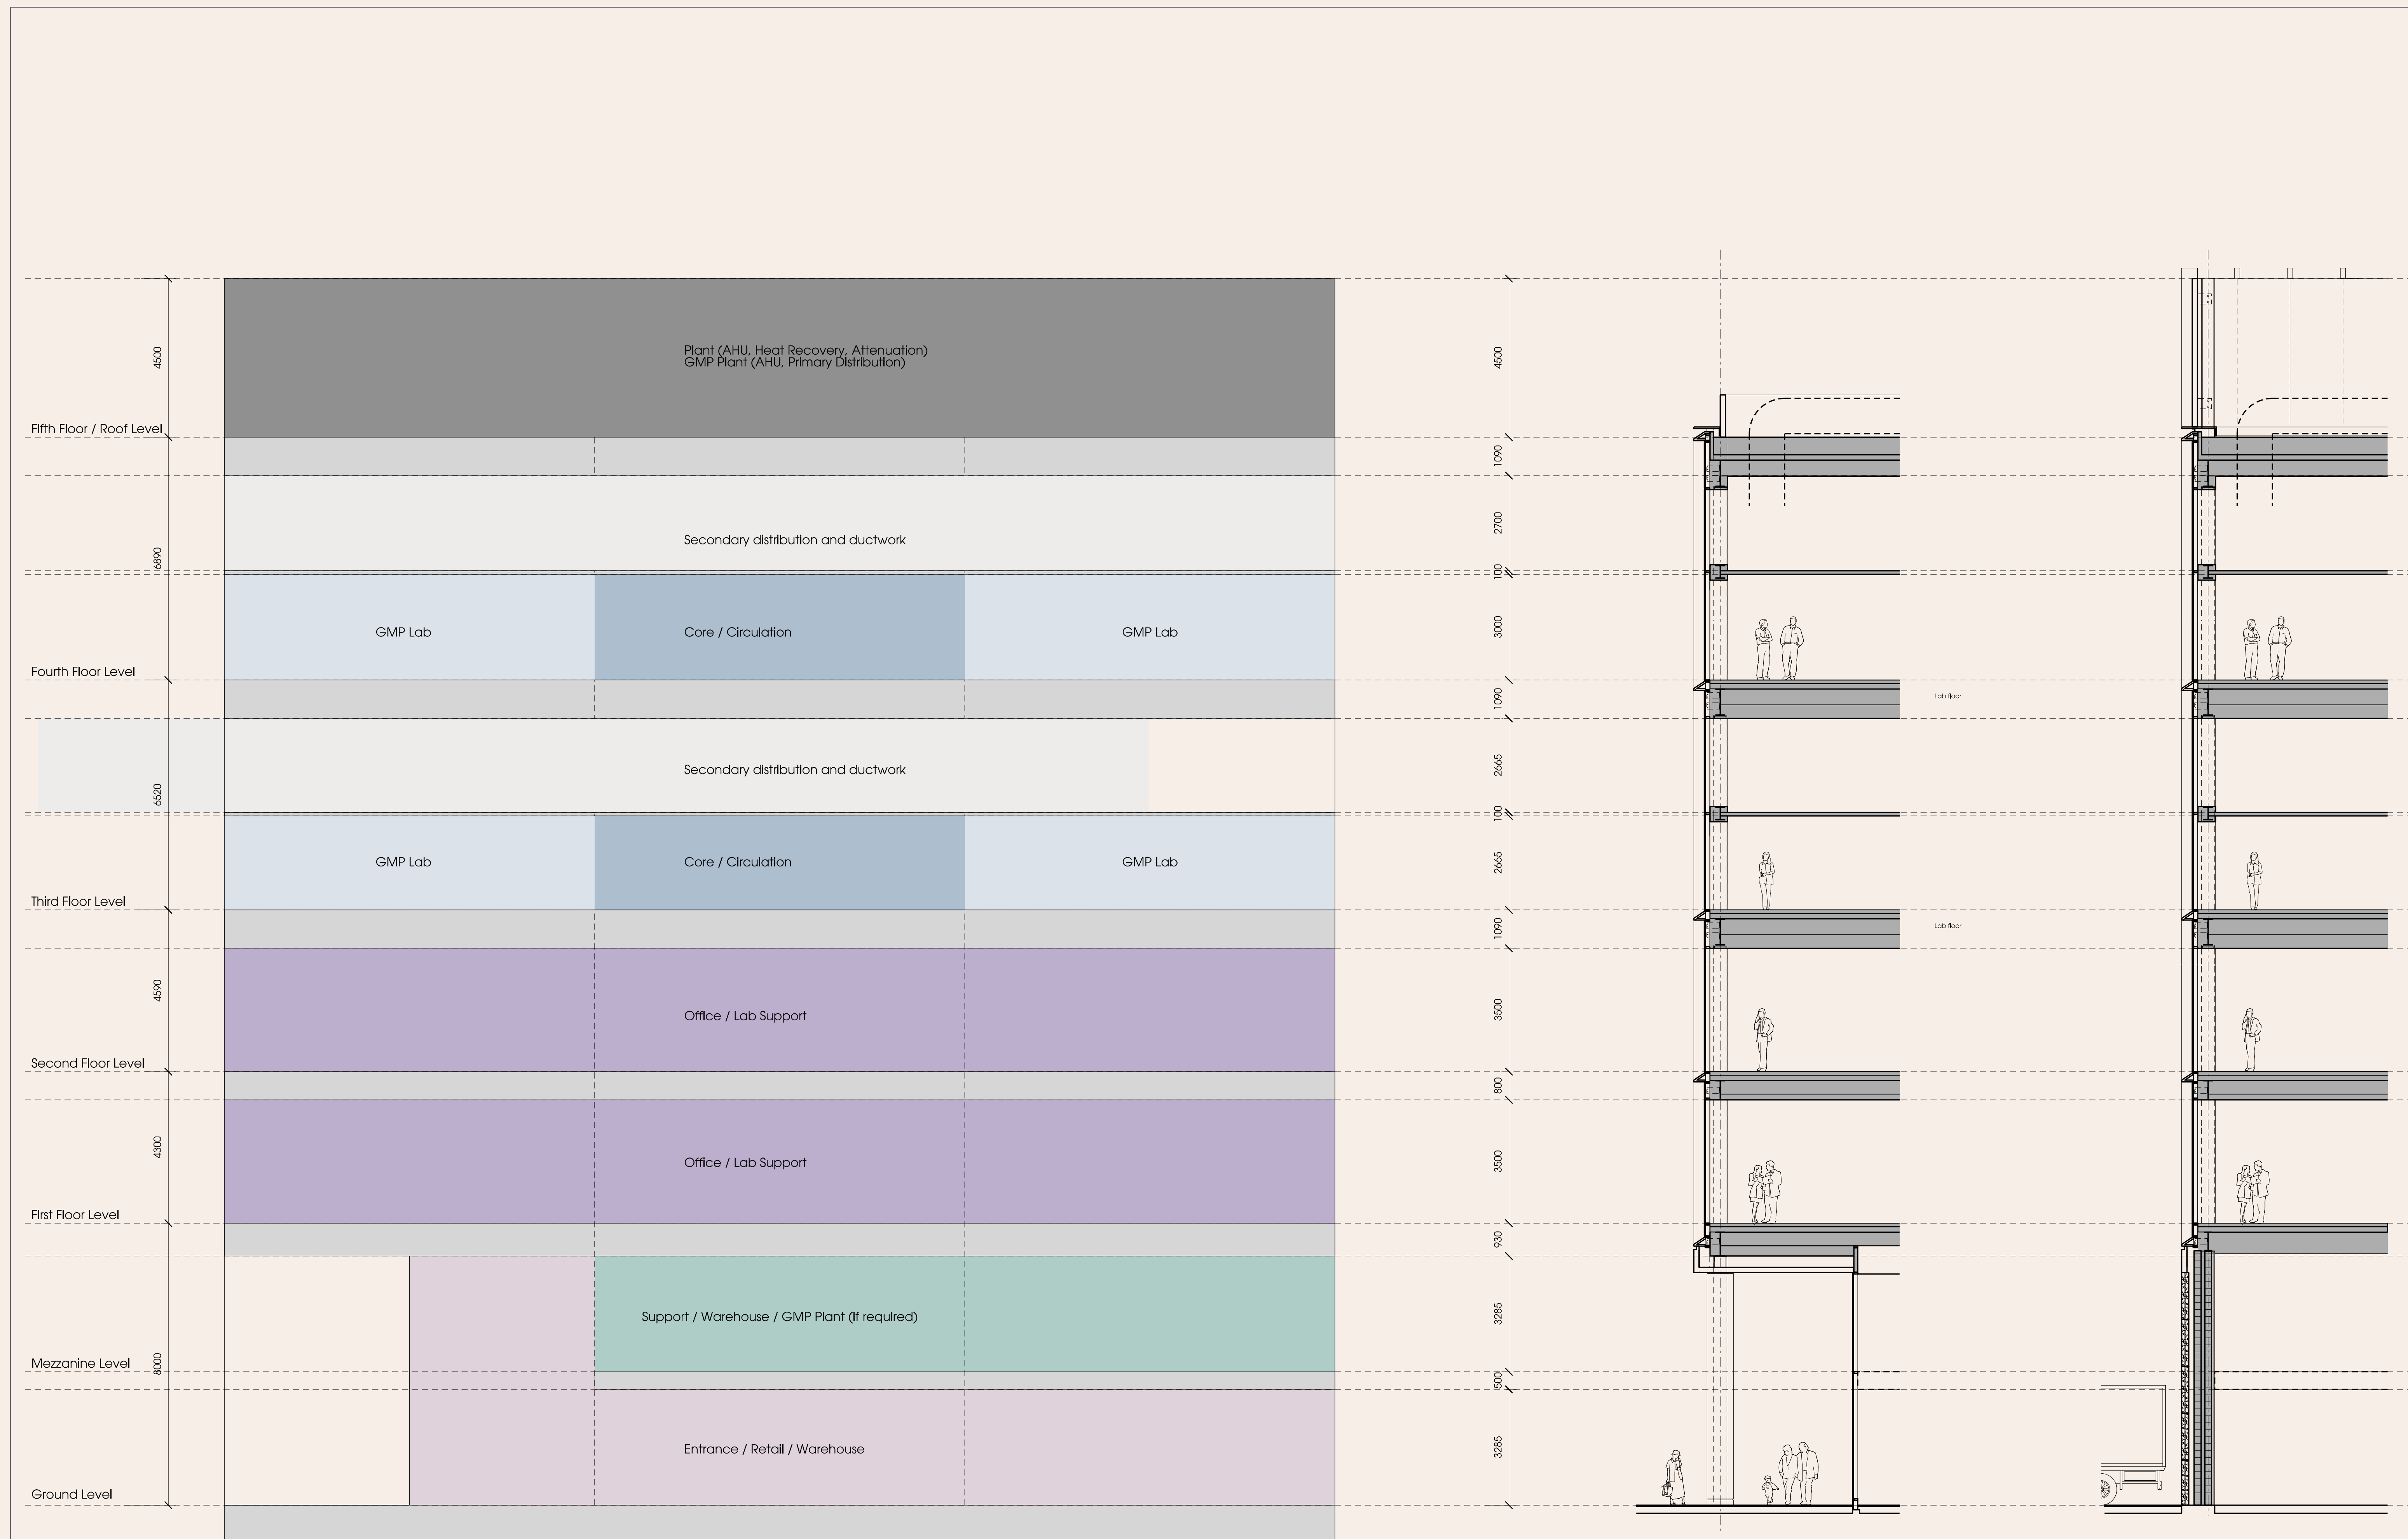 4500
Plant (AHU, Heat Recovery, Attenuation)
GMP Plant (AHU, Primary Distribution)
4500
Fifth Floor / Roof Level
1090
2700
Secondary distribution and ductwork
6890
100
GMP Lab
Core / Circulation
GMP Lab
3000
Fourth Floor Level
1090
Lab floor
Secondary distribution and ductwork
2665
6520
100
GMP Lab
Core / Circulation
GMP Lab
2665
Third Floor Level
1090
Lab floor
4590
Office / Lab Support
3500
Second Floor Level
800
4300
Office / Lab Support
3500
First Floor Level
930
Support / Warehouse / GMP Plant (if required)
3285
Mezzanine Level
8000
500
Entrance / Retail / Warehouse
3285
Ground Level